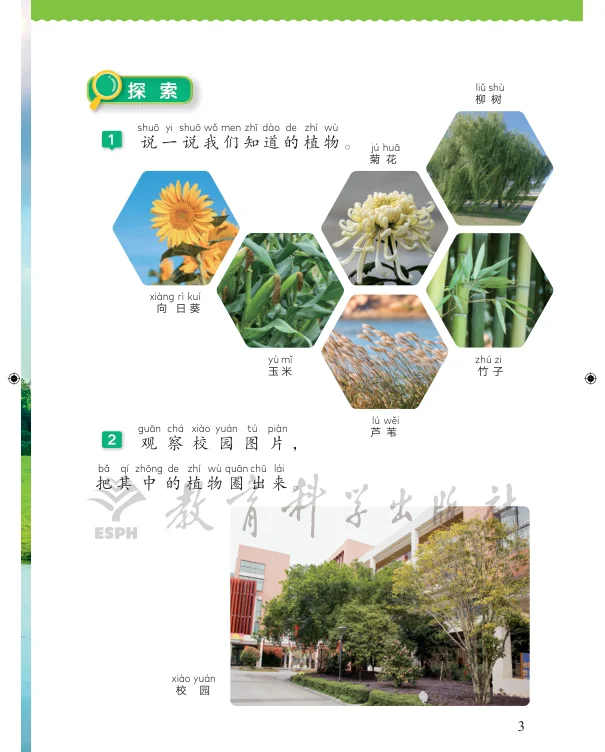 探索
1
shuō yi shuō wǒ men zhī dào de zhí wù
说一说我们知道的植物。
liǔ shù
柳树
jú huā
菊花
xiàng rì kuí
向日葵
yù mǐ
玉米
zhú zi
竹子
lú wěi
芦苇
2
guān chá xiào yuán tú piàn
观察校园图片，
bǎ qí zhōng de zhí wù quān chū lái
把其中的植物圈出来。
ESPH
教育科学出版社
xiào yuán
校园
3